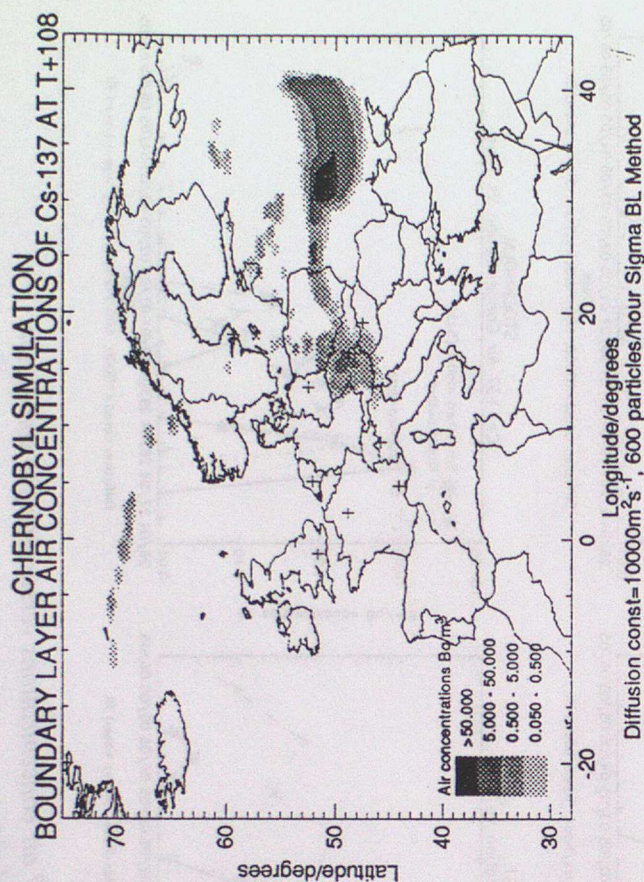 CHERNOBYL SIMULATION
BOUNDARY LAYER AIR CONCENTRATIONS OF Cs-137 AT T+108
70
60
50
40
30
Latitude/degrees
Air concentrations Bq/m³
>50.000
5.000 - 50.000
0.500 - 5.000
0.050 - 0.500
-20
0
20
40
Longitude/degrees
Diffusion const=10000m²s⁻¹, 600 particles/hour Sigma BL Method